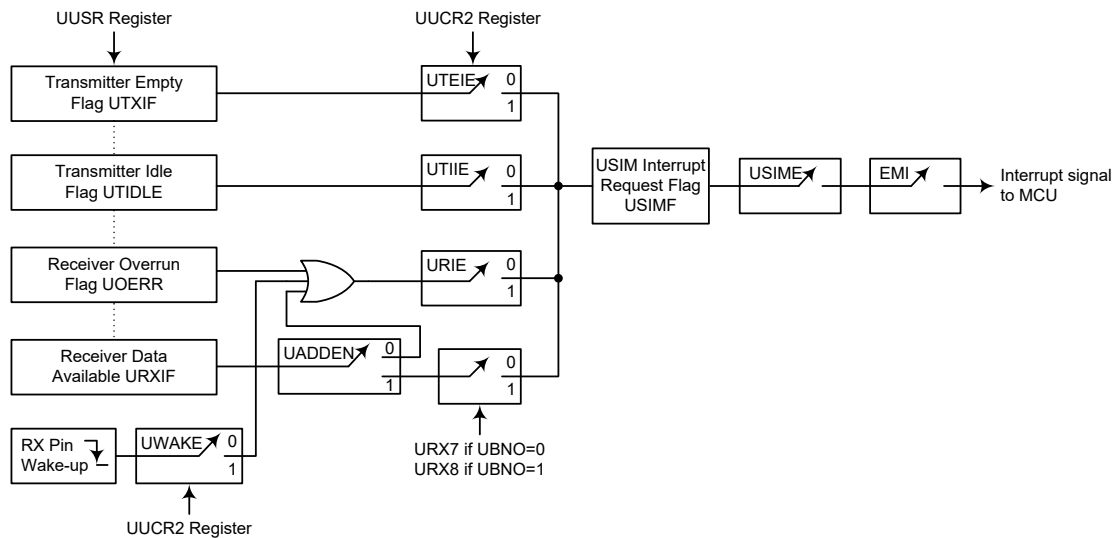 UUSR Register
UUCR2 Register
Transmitter Empty
Flag UTXIF
UTEIE
0
1
Transmitter Idle
Flag UTIDLE
UTIIE
0
1
USIM Interrupt
Request Flag
USIMF
USIME
EMI
Interrupt signal
to MCU
Receiver Overrun
Flag UOERR
URIE
0
1
Receiver Data
Available URXIF
UADDEN
0
1
0
1
RX Pin
Wake-up
UWAKE
0
1
URX7 if UBNO=0
URX8 if UBNO=1
UUCR2 Register